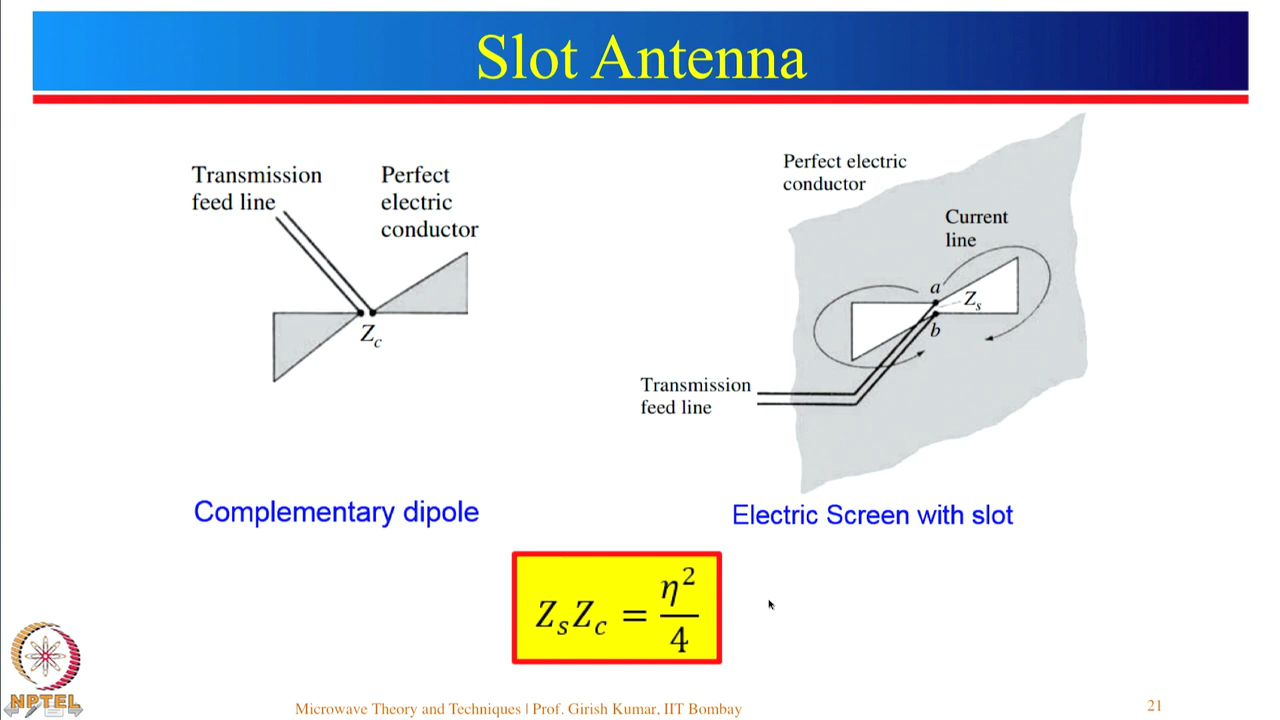 Slot Antenna
Transmission
feed line
Perfect
electric
conductor
Z_c
Complementary dipole
Perfect electric
conductor
Current
line
a
Z_s
b
Transmission
feed line
Electric Screen with slot
Z_s Z_c = η²/4
NPTEL
Microwave Theory and Techniques | Prof. Girish Kumar, IIT Bombay
21